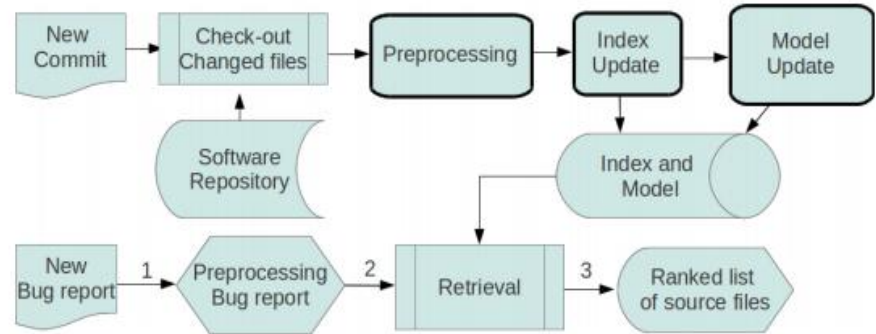 New
Commit
Check-out
Changed files
Preprocessing
Index
Update
Model
Update
Software
Repository
Index and
Model
New
Bug report
1
Preprocessing
Bug report
2
Retrieval
3
Ranked list
of source files